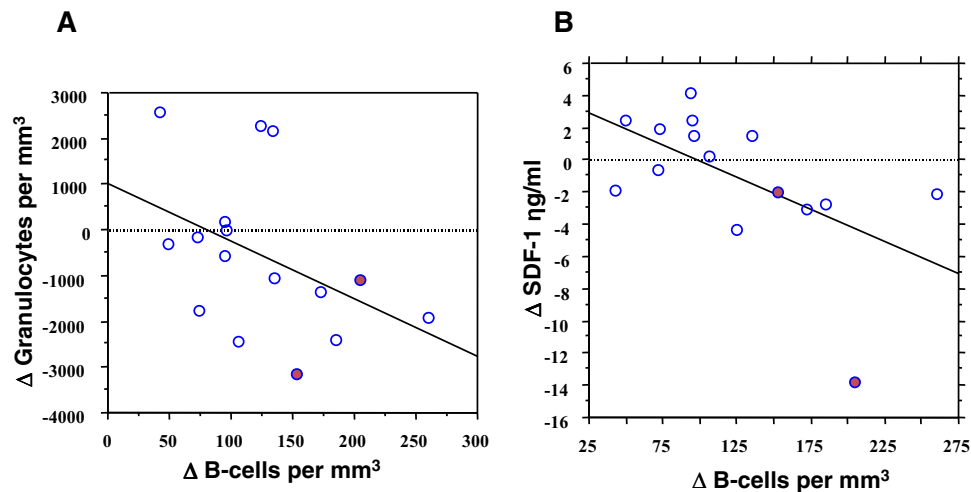 A
Δ Granulocytes per mm³
3000
2000
1000
0
-1000
-2000
-3000
-4000
0 50 100 150 200 250 300
Δ B-cells per mm³
B
Δ SDF-1 ηg/ml
6
4
2
0
-2
-4
-6
-8
-10
-12
-14
-16
25 75 125 175 225 275
Δ B-cells per mm³